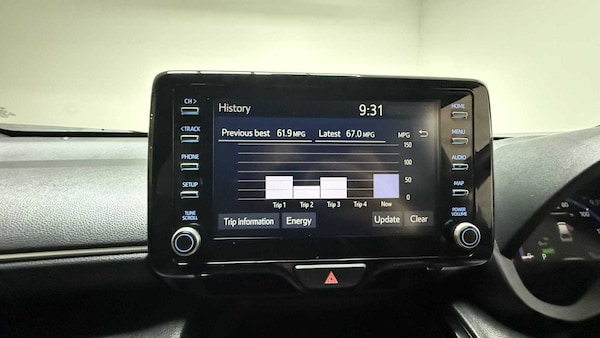 CH >
< TRACK
PHONE
SETUP
TUNE
SCROLL
History 9:31
Previous best 61.9 MPG Latest 67.0 MPG MPG
150
100
50
0
Trip 1 Trip 2 Trip 3 Trip 4 Now
Trip information Energy Update Clear
HOME
MENU
AUDIO
MAP
POWER
VOLUME
80
100
P